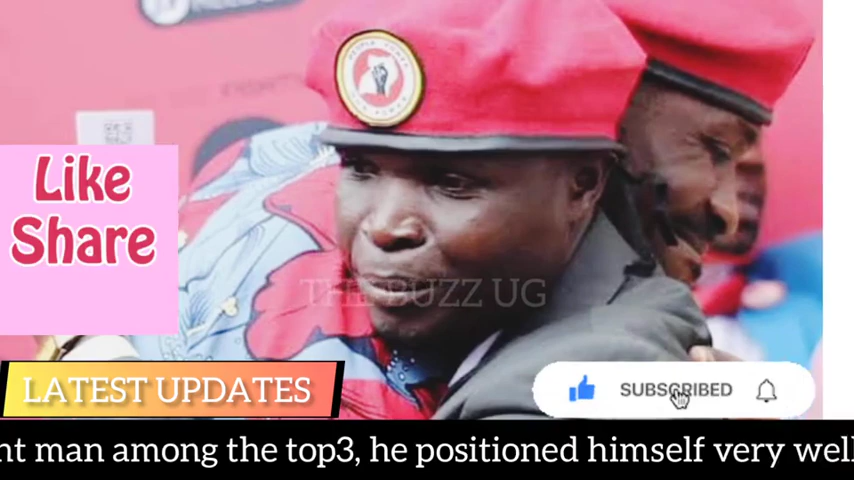 Like
Share
THE BUZZ UG
LATEST UPDATES
SUBSCRIBED
nt man among the top3, he positioned himself very well